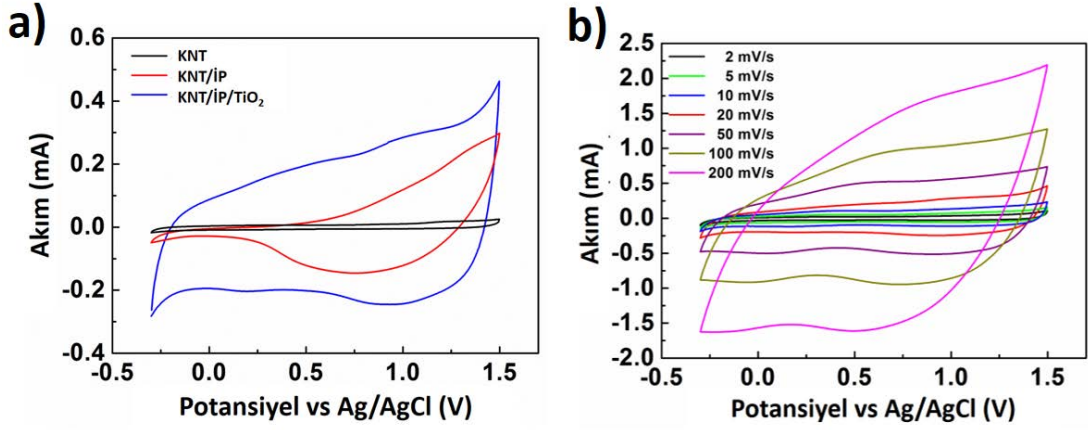 a)
0.6
0.4
0.2
0.0
-0.2
-0.4
Akım (mA)
KNT
KNT/İP
KNT/İP/TiO₂
-0.5 0.0 0.5 1.0 1.5
Potansiyel vs Ag/AgCl (V)
b)
2.5
2.0
1.5
1.0
0.5
0.0
-0.5
-1.0
-1.5
-2.0
Akım (mA)
2 mV/s
5 mV/s
10 mV/s
20 mV/s
50 mV/s
100 mV/s
200 mV/s
-0.5 0.0 0.5 1.0 1.5
Potansiyel vs Ag/AgCl (V)